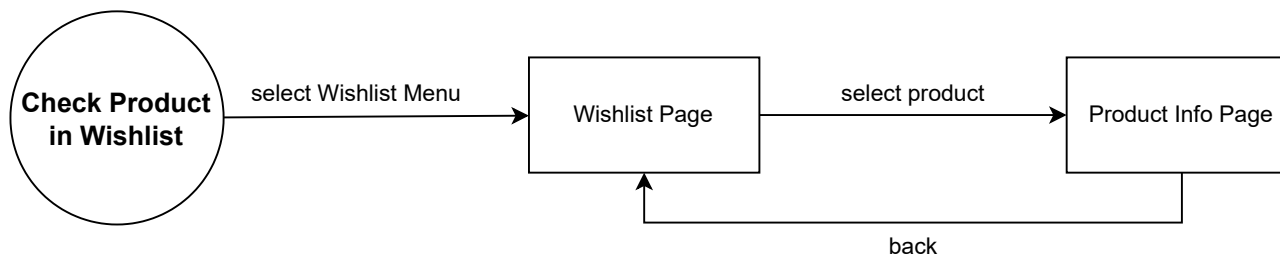 Check Product
in Wishlist
select Wishlist Menu
Wishlist Page
select product
Product Info Page
back